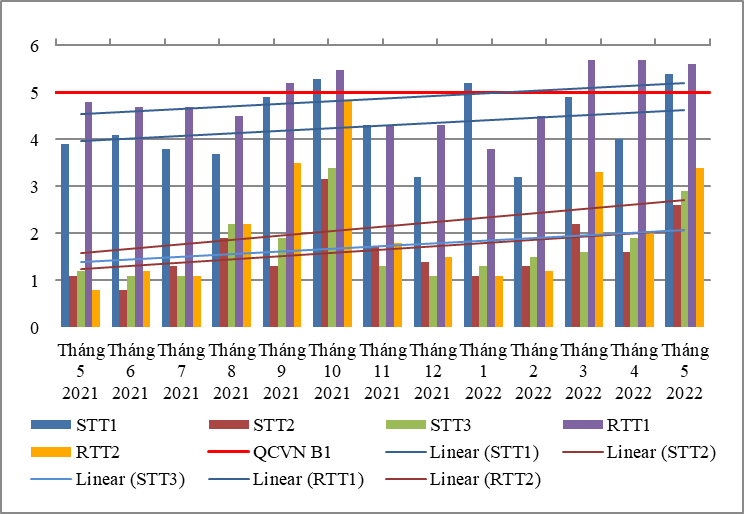 6
5
4
3
2
1
0
Tháng Tháng Tháng Tháng Tháng Tháng Tháng Tháng Tháng Tháng Tháng Tháng Tháng
5 6 7 8 9 10 11 12 1 2 3 4 5
2021 2021 2021 2021 2021 2021 2021 2021 2022 2022 2022 2022 2022
STT1 STT2 STT3 RTT1
RTT2 QCVN B1 Linear (STT1) Linear (STT2)
Linear (STT3) Linear (RTT1) Linear (RTT2)